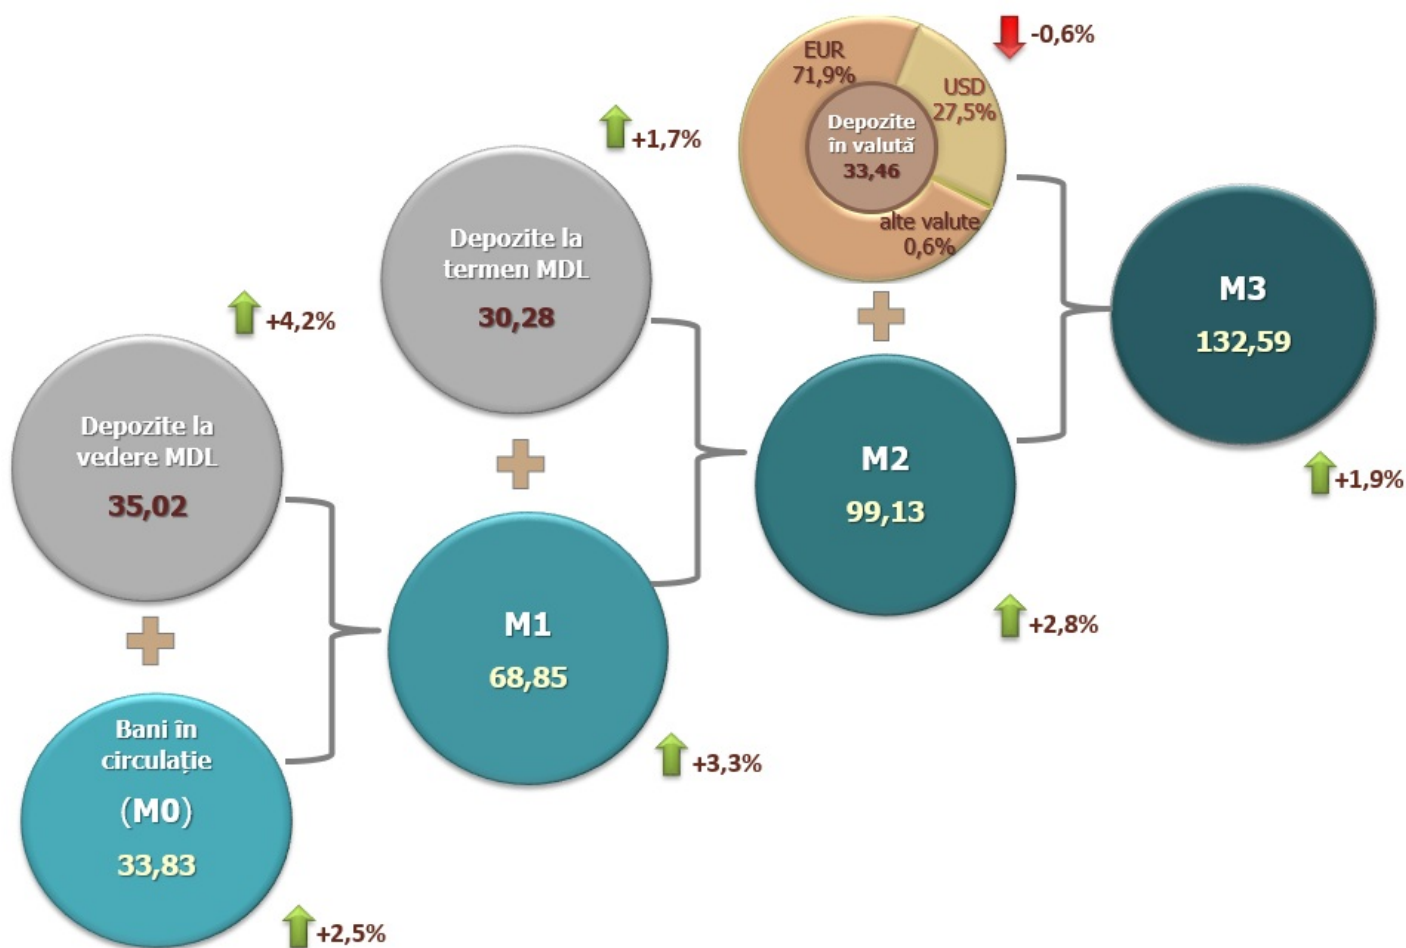 Depozite la
vedere MDL
35,02
+4,2%
Bani în
circulație
(M0)
33,83
+2,5%
Depozite la
termen MDL
30,28
+1,7%
M1
68,85
+3,3%
EUR
71,9%
USD
27,5%
alte valute
0,6%
Depozite
în valută
33,46
-0,6%
M2
99,13
+2,8%
M3
132,59
+1,9%